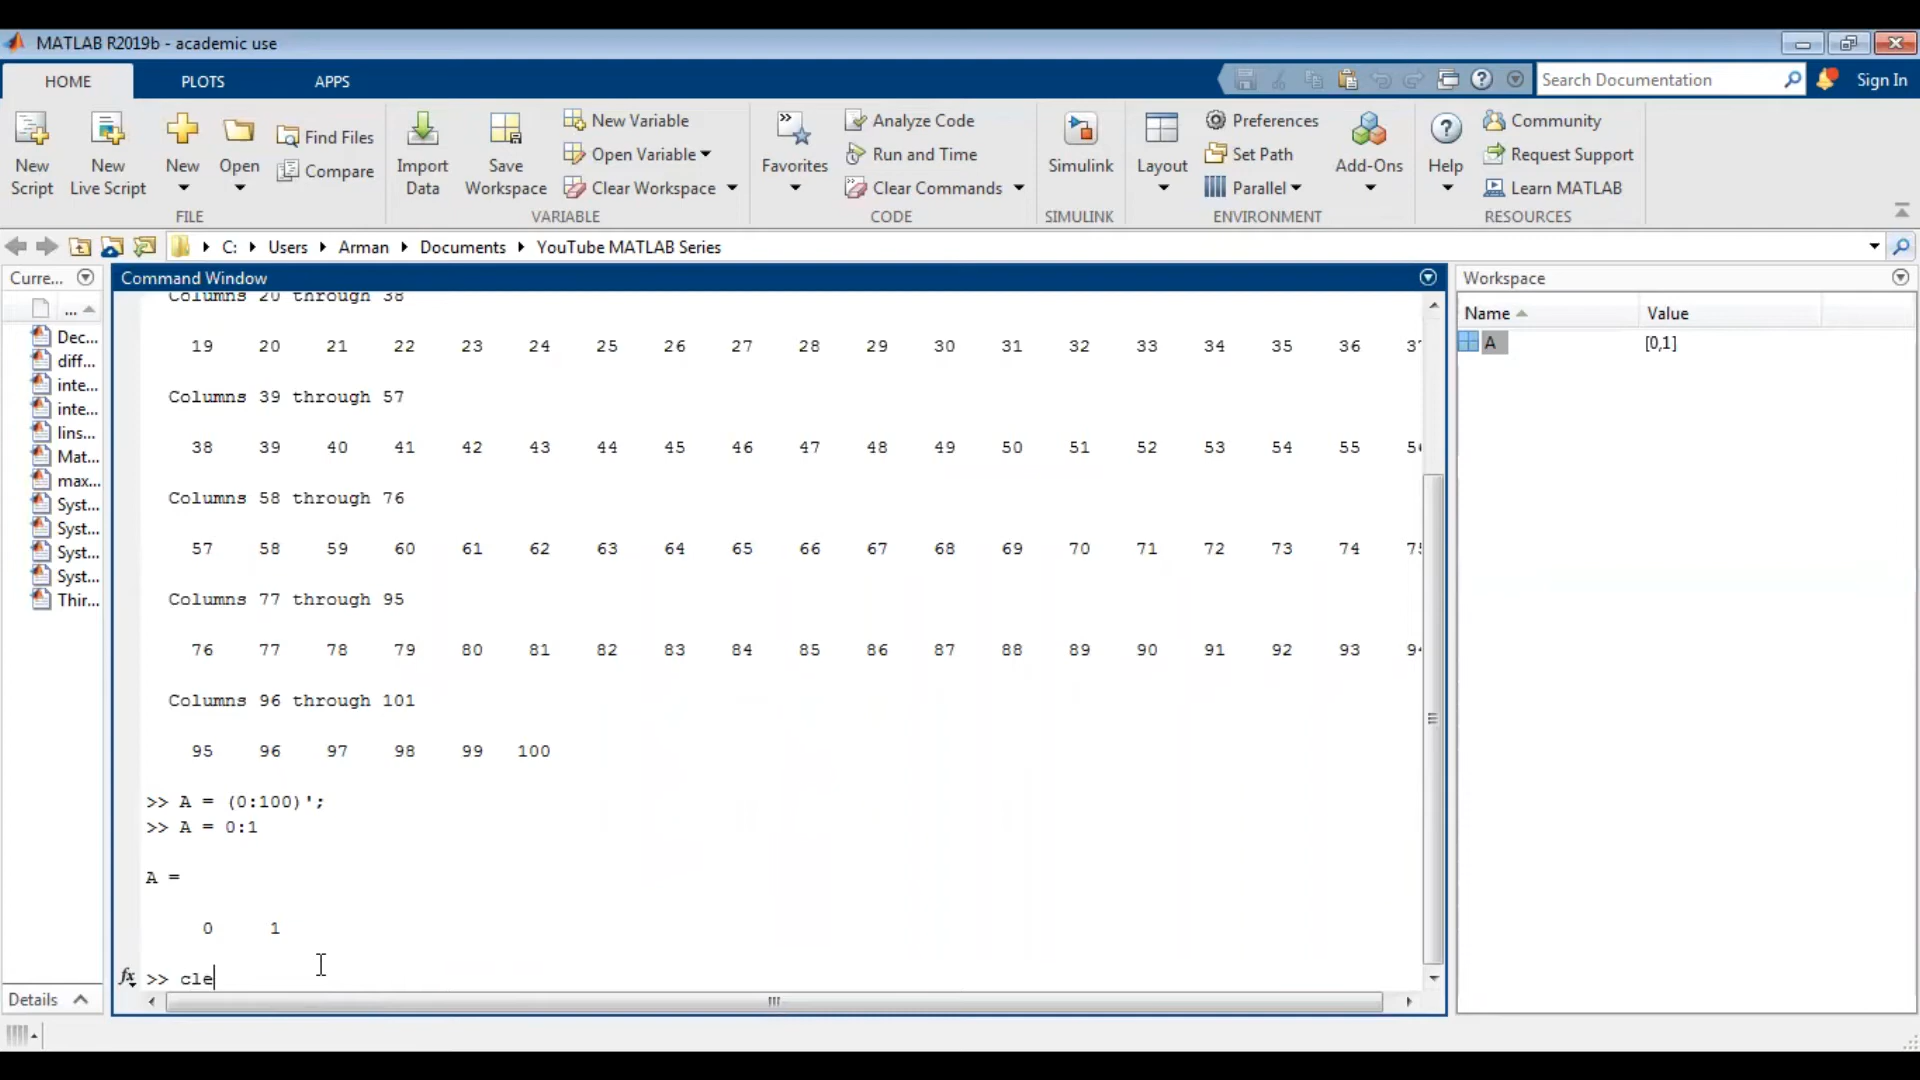 MATLAB R2019b - academic use
HOME PLOTS APPS
Search Documentation
Sign In
New Script
New Live Script
New
Open
Find Files
Compare
FILE
Import Data
Save Workspace
New Variable
Open Variable
Clear Workspace
VARIABLE
Favorites
Analyze Code
Run and Time
Clear Commands
CODE
Simulink
SIMULINK
Layout
Preferences
Set Path
Parallel
Add-Ons
ENVIRONMENT
Help
Community
Request Support
Learn MATLAB
RESOURCES
C: Users Arman Documents YouTube MATLAB Series
Curre...
...
Dec...
diff...
inte...
inte...
lins...
Mat...
max...
Syst...
Syst...
Syst...
Syst...
Thir...
Details
Command Window
Columns 20 through 38
19 20 21 22 23 24 25 26 27 28 29 30 31 32 33 34 35 36
Columns 39 through 57
38 39 40 41 42 43 44 45 46 47 48 49 50 51 52 53 54 55
Columns 58 through 76
57 58 59 60 61 62 63 64 65 66 67 68 69 70 71 72 73 74
Columns 77 through 95
76 77 78 79 80 81 82 83 84 85 86 87 88 89 90 91 92 93
Columns 96 through 101
95 96 97 98 99 100
>> A = (0:100)';
>> A = 0:1
A =
0 1
fx >> cle
Workspace
Name Value
A [0,1]